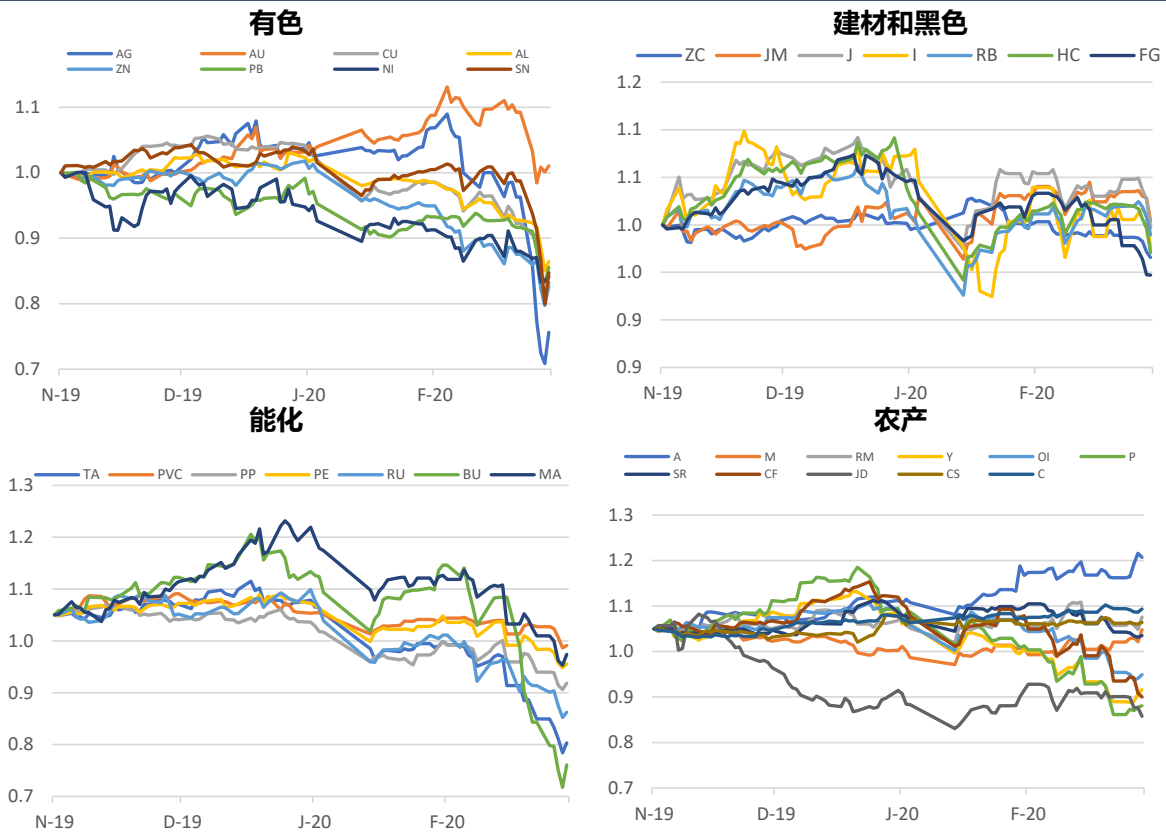 有色
AG AU CU AL
ZN PB NI SN
1.1
1.0
0.9
0.8
0.7
N-19 D-19 J-20 F-20
建材和黑色
ZC JM J I RB HC FG
1.2
1.1
1.1
1.0
1.0
0.9
0.9
N-19 D-19 J-20 F-20
能化
TA PVC PP PE RU BU MA
1.3
1.2
1.1
1.0
0.9
0.8
0.7
N-19 D-19 J-20 F-20
农产
A M RM Y OI P
SR CF JD CS C
1.3
1.2
1.1
1.0
0.9
0.8
0.7
N-19 D-19 J-20 F-20